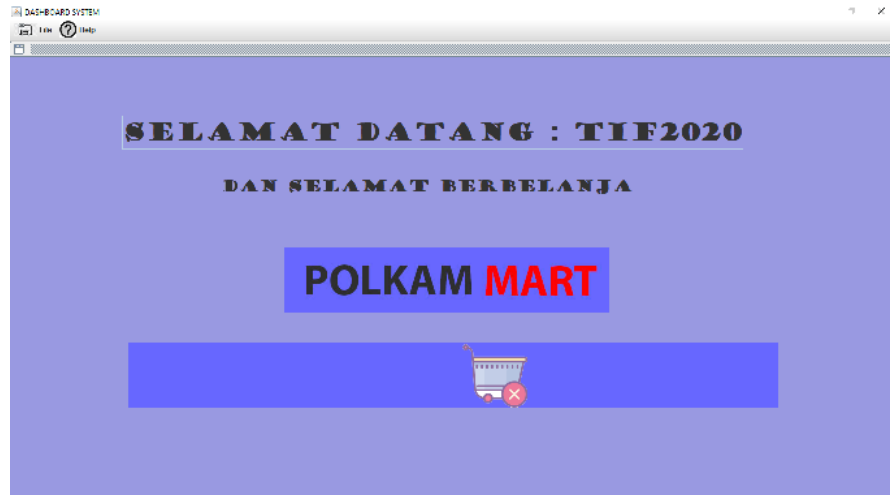 DASHBOARD SYSTEM
File Help
SELAMAT DATANG : TIF2020
DAN SELAMAT BERBELANJA
POLKAM MART